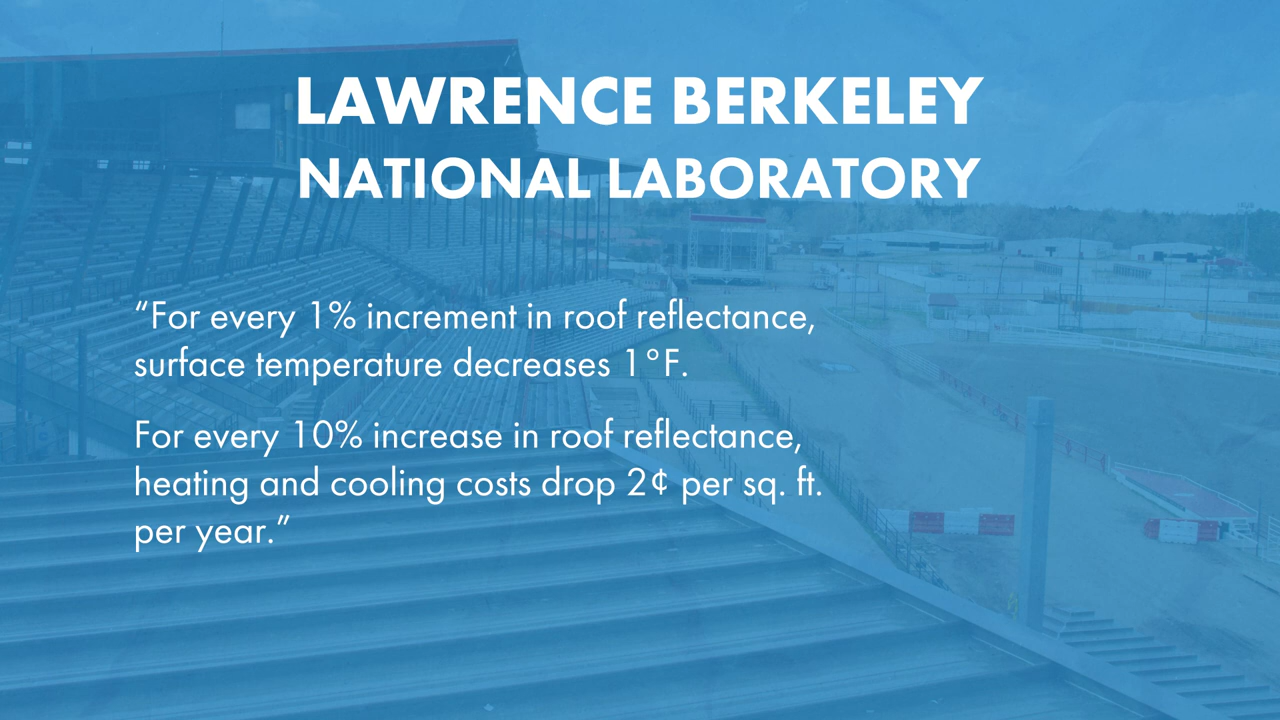 LAWRENCE BERKELEY
NATIONAL LABORATORY
“For every 1% increment in roof reflectance,
surface temperature decreases 1°F.
For every 10% increase in roof reflectance,
heating and cooling costs drop 2¢ per sq. ft.
per year.”